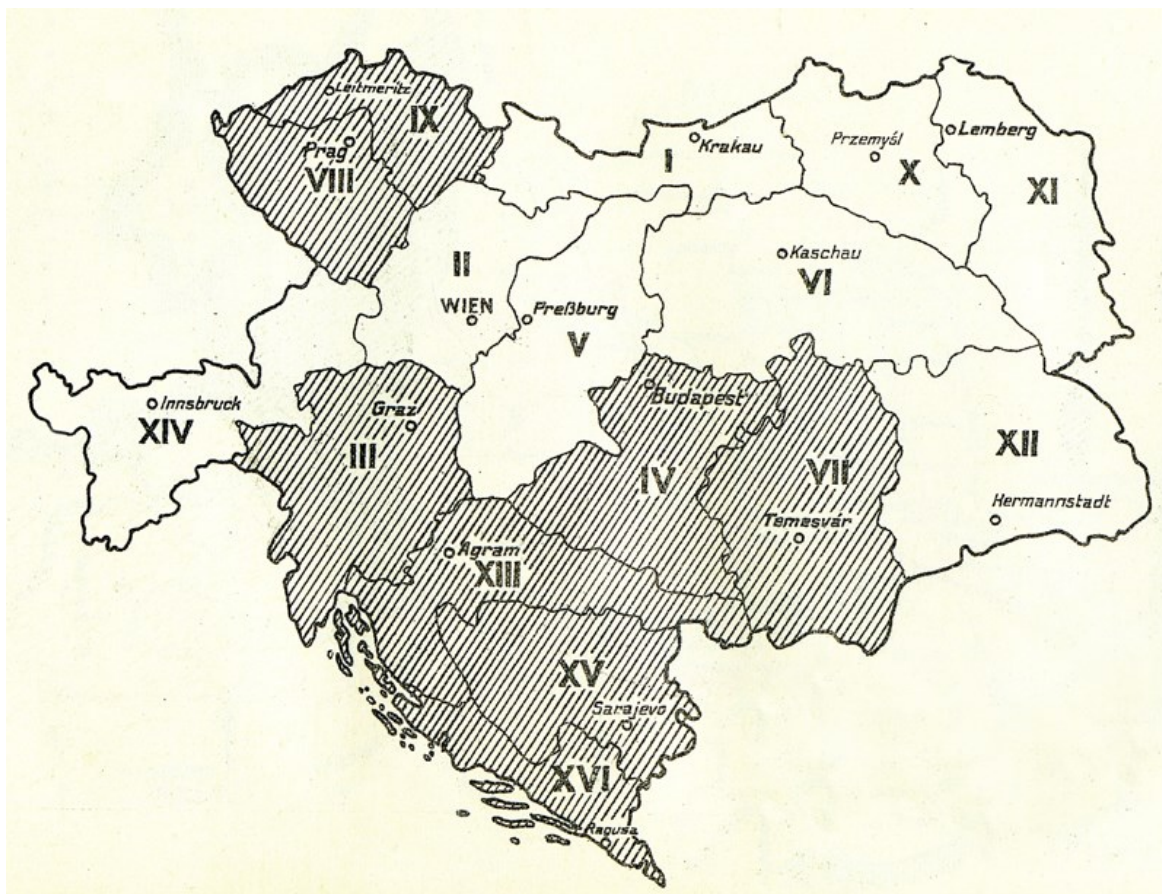 Leitmeritz
IX
Prag
VIII
I
Krakau
Przemyśl
X
Lemberg
XI
II
WIEN
Preßburg
V
Kaschau
VI
Innsbruck
XIV
Graz
III
Budapest
IV
VII
Temesvár
XII
Hermannstadt
Agram
XIII
XV
Sarajevo
XVI
Ragusa